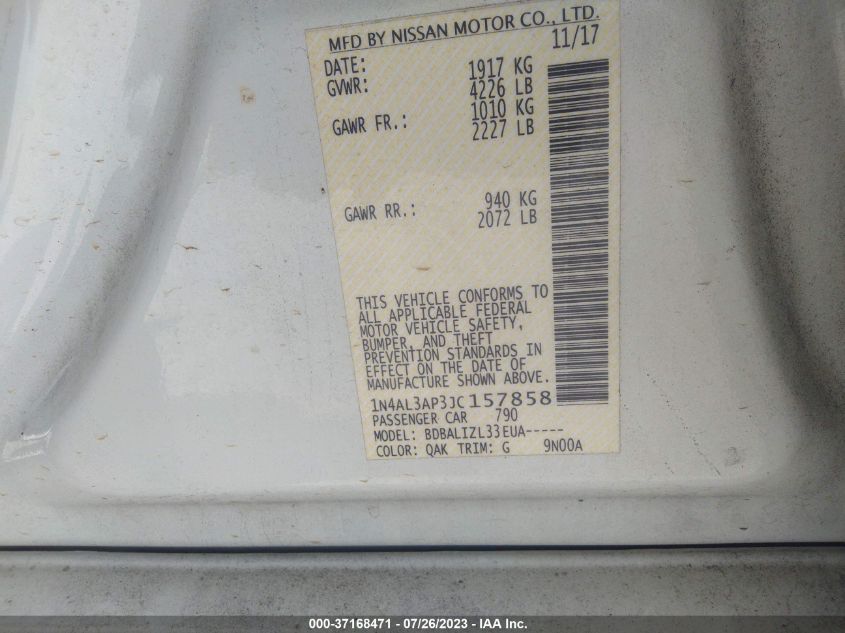 MFD BY NISSAN MOTOR CO., LTD.
DATE: 11/17
GVWR: 1917 KG
4226 LB
GAWR FR.: 1010 KG
2227 LB
GAWR RR.: 940 KG
2072 LB
THIS VEHICLE CONFORMS TO
ALL APPLICABLE FEDERAL
MOTOR VEHICLE SAFETY,
BUMPER, AND THEFT
PREVENTION STANDARDS IN
EFFECT ON THE DATE OF
MANUFACTURE SHOWN ABOVE.
1N4AL3AP3JC157858
PASSENGER CAR 790
MODEL: BDBALIZL33EUA-----
COLOR: QAK TRIM: G 9N00A
000-37168471 - 07/26/2023 - IAA Inc.